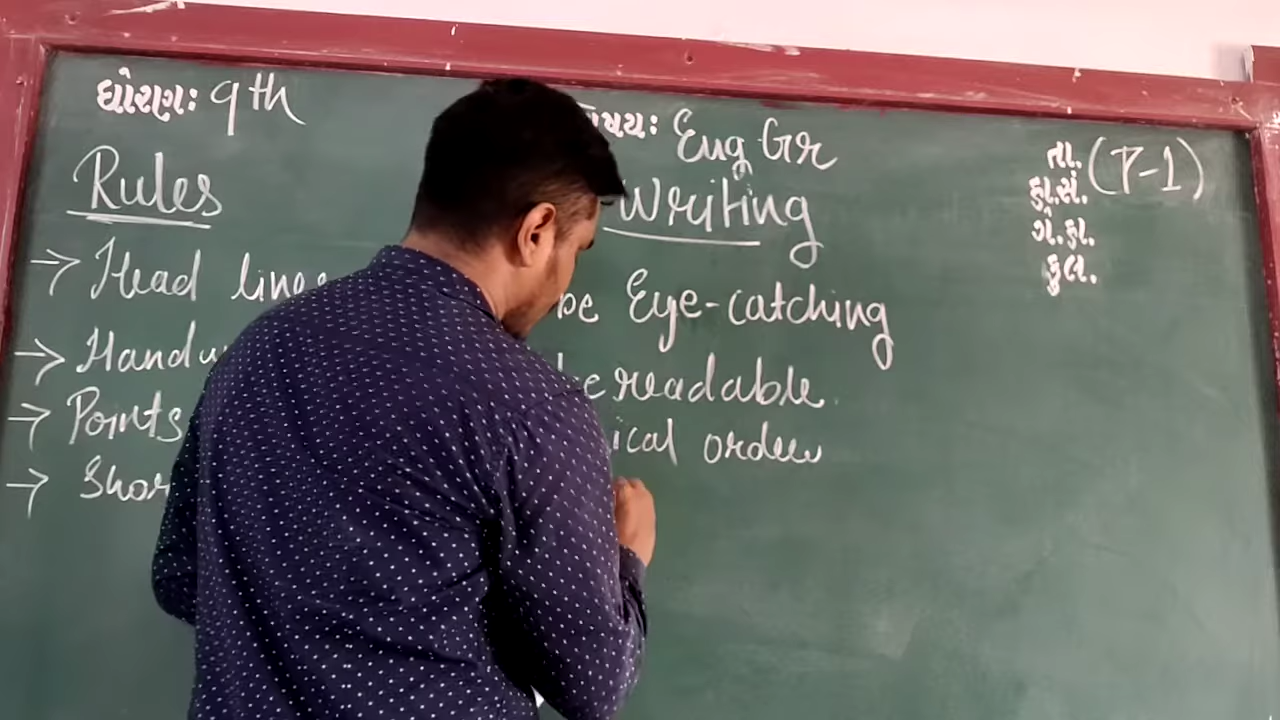 ધોરણ: 9th વિષય: Eng Gr તા. (P-1)
Rules Writing હા.સં.
ગે.હા.
→ Head line be Eye-catching કુલ.
→ Hand be readable.
→ Points ical order
→ Shor